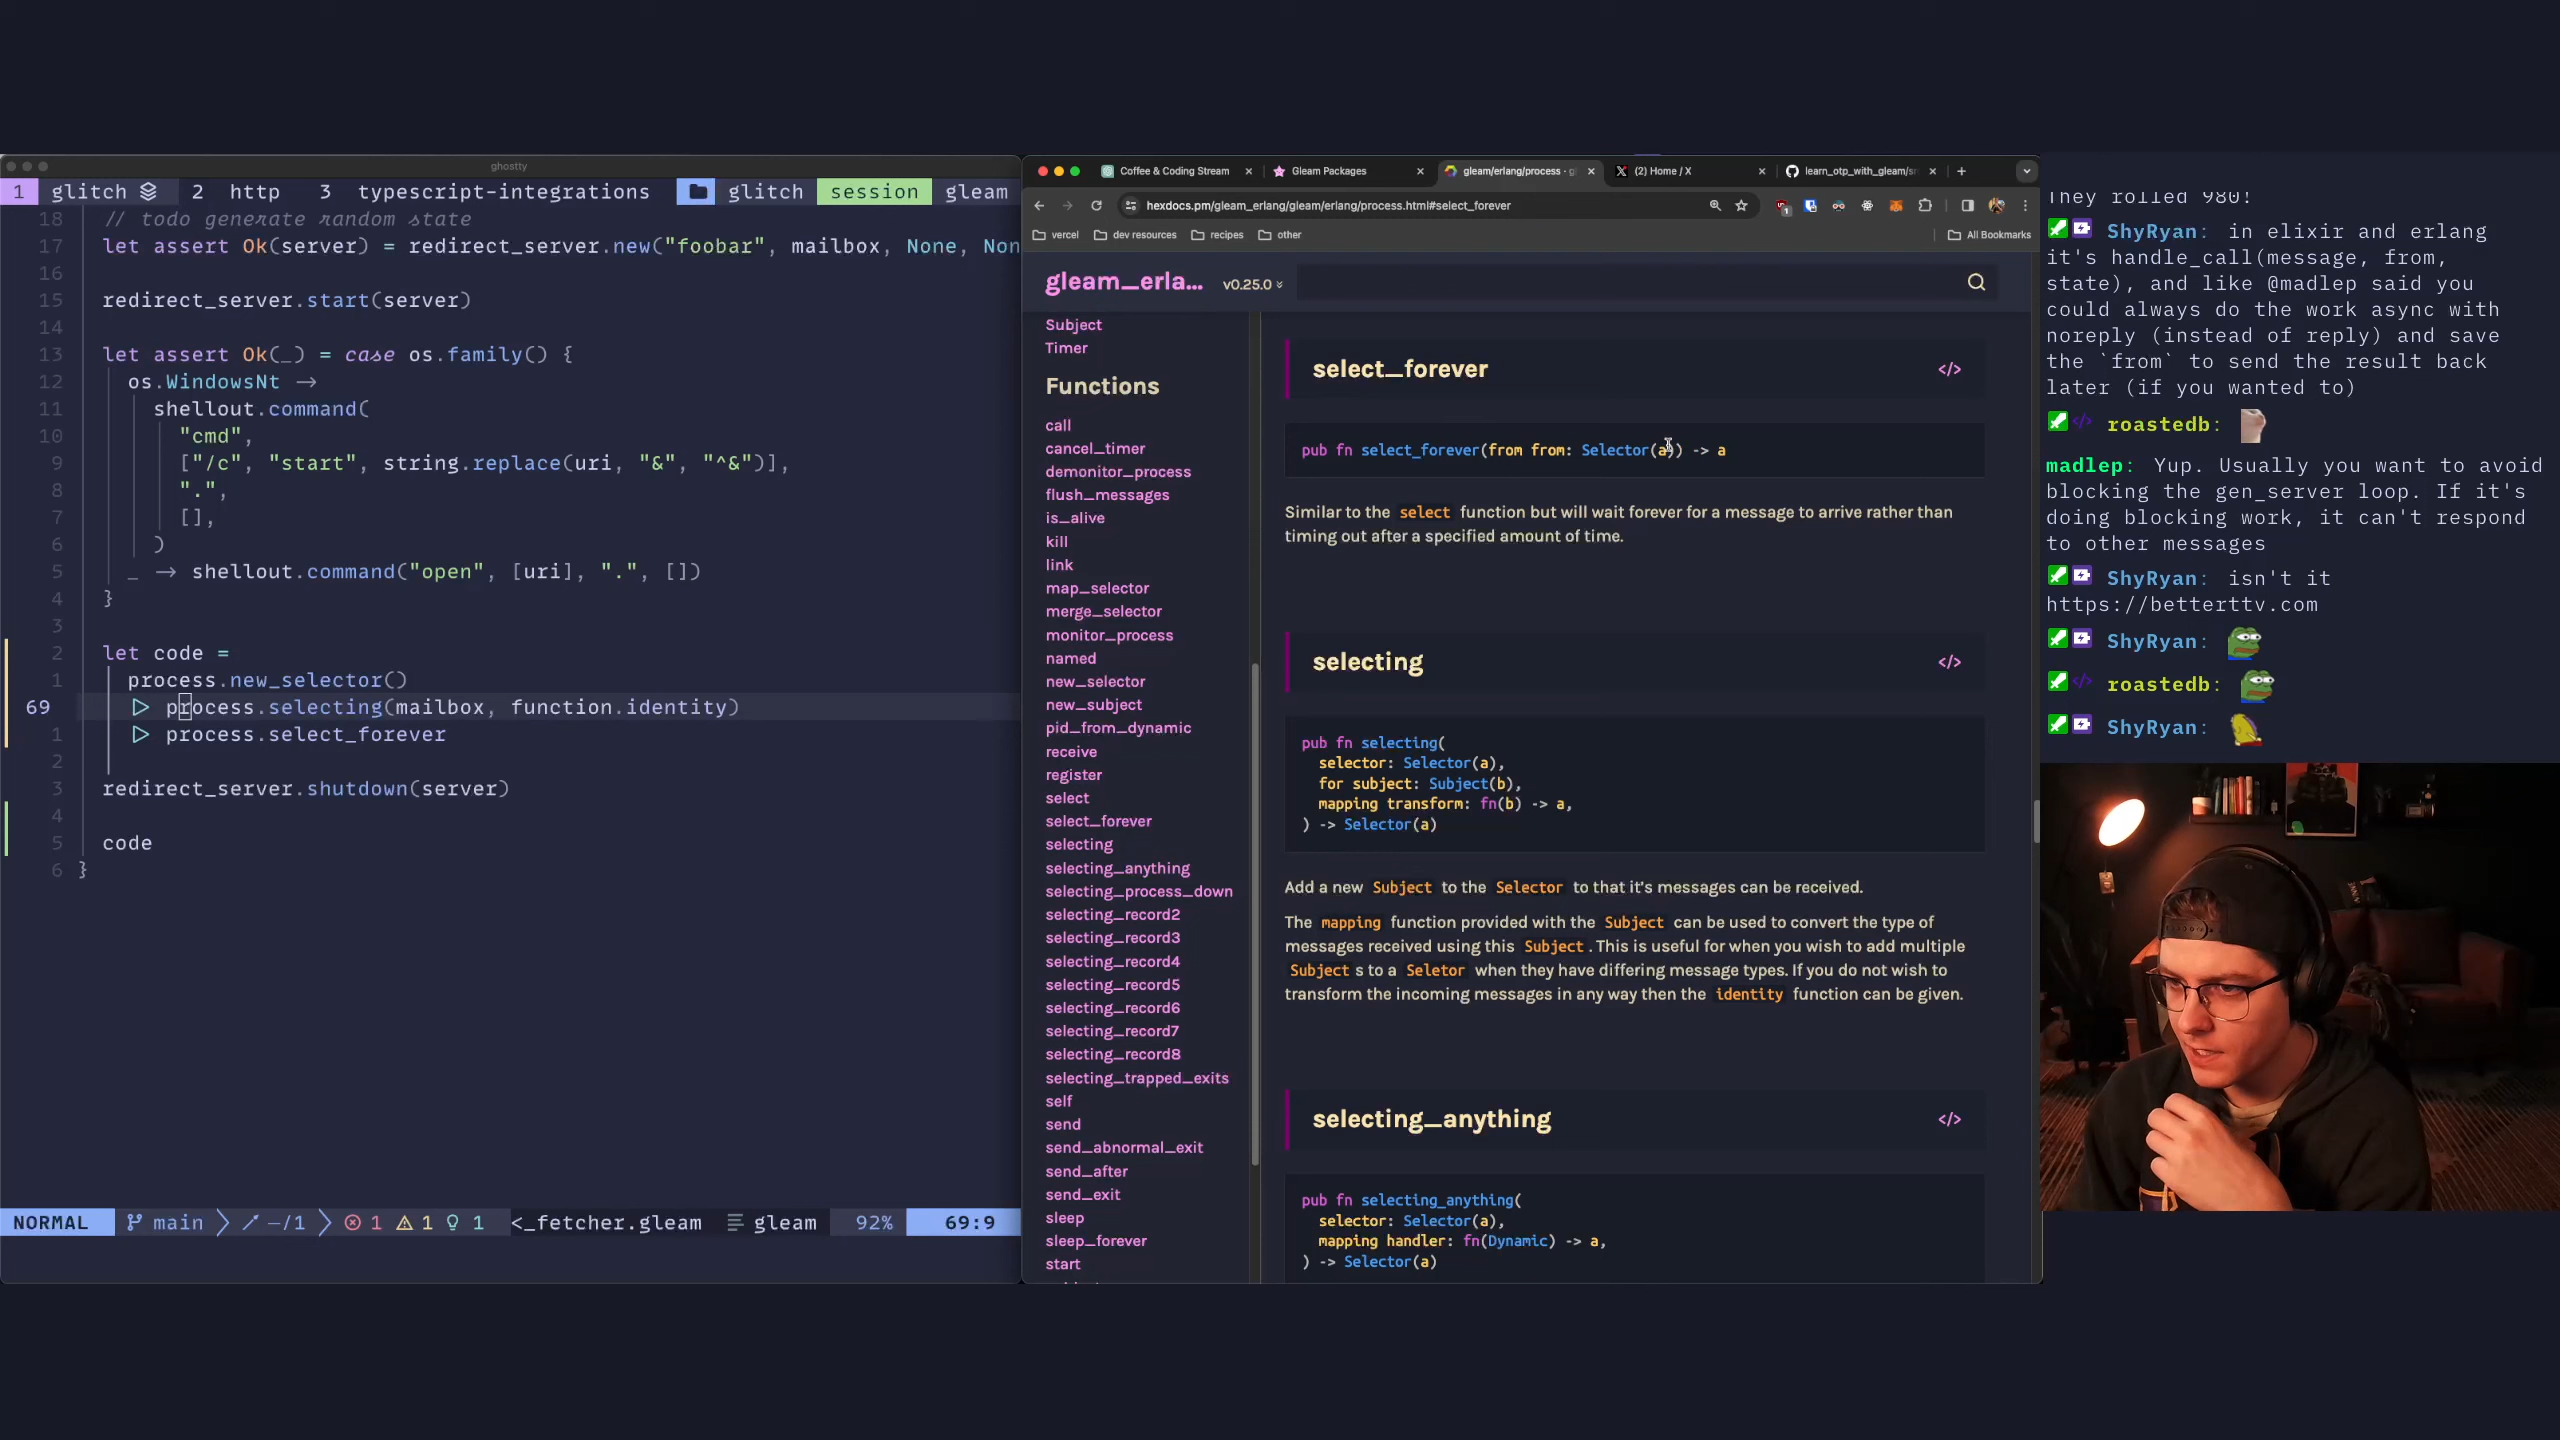 ghostty
1 glitch 2 http 3 typescript-integrations glitch session gleam
18 // todo generate random state
17 let assert Ok(server) = redirect_server.new("foobar", mailbox, None, Non
16
15 redirect_server.start(server)
14
13 let assert Ok(_) = case os.family() {
12 os.WindowsNt ->
11 shellout.command(
10 "cmd",
9 ["/c", "start", string.replace(uri, "&", "^&")],
8 ".",
7 [],
6 )
5 _ -> shellout.command("open", [uri], ".", [])
4 }
3
2 let code =
1 process.new_selector()
69 |> process.selecting(mailbox, function.identity)
1 |> process.select_forever
2
3 redirect_server.shutdown(server)
4
5 code
6 }
NORMAL main ~/1 1 1 1 <_fetcher.gleam gleam 92% 69:9
Coffee & Coding Stream
Gleam Packages
gleam/erlang/process · g
(2) Home / X
learn_otp_with_gleam/sr
hexdocs.pm/gleam_erlang/gleam/erlang/process.html#select_forever
vercel dev resources recipes other All Bookmarks
gleam_erla... v0.25.0
Subject
Timer
Functions
call
cancel_timer
demonitor_process
flush_messages
is_alive
kill
link
map_selector
merge_selector
monitor_process
named
new_selector
new_subject
pid_from_dynamic
receive
register
select
select_forever
selecting
selecting_anything
selecting_process_down
selecting_record2
selecting_record3
selecting_record4
selecting_record5
selecting_record6
selecting_record7
selecting_record8
selecting_trapped_exits
self
send
send_abnormal_exit
send_after
send_exit
sleep
sleep_forever
start
select_forever </>
pub fn select_forever(from from: Selector(a)) -> a
Similar to the select function but will wait forever for a message to arrive rather than
timing out after a specified amount of time.
selecting </>
pub fn selecting(
selector: Selector(a),
for subject: Subject(b),
mapping transform: fn(b) -> a,
) -> Selector(a)
Add a new Subject to the Selector to that it's messages can be received.
The mapping function provided with the Subject can be used to convert the type of
messages received using this Subject. This is useful for when you wish to add multiple
Subject s to a Seletor when they have differing message types. If you do not wish to
transform the incoming messages in any way then the identity function can be given.
selecting_anything </>
pub fn selecting_anything(
selector: Selector(a),
mapping handler: fn(Dynamic) -> a,
) -> Selector(a)
They rolled 980!
ShyRyan: in elixir and erlang
it's handle_call(message, from,
state), and like @madlep said you
could always do the work async with
noreply (instead of reply) and save
the `from` to send the result back
later (if you wanted to)
roastedb:
madlep: Yup. Usually you want to avoid
blocking the gen_server loop. If it's
doing blocking work, it can't respond
to other messages
ShyRyan: isn't it
https://betterttv.com
ShyRyan:
roastedb:
ShyRyan: